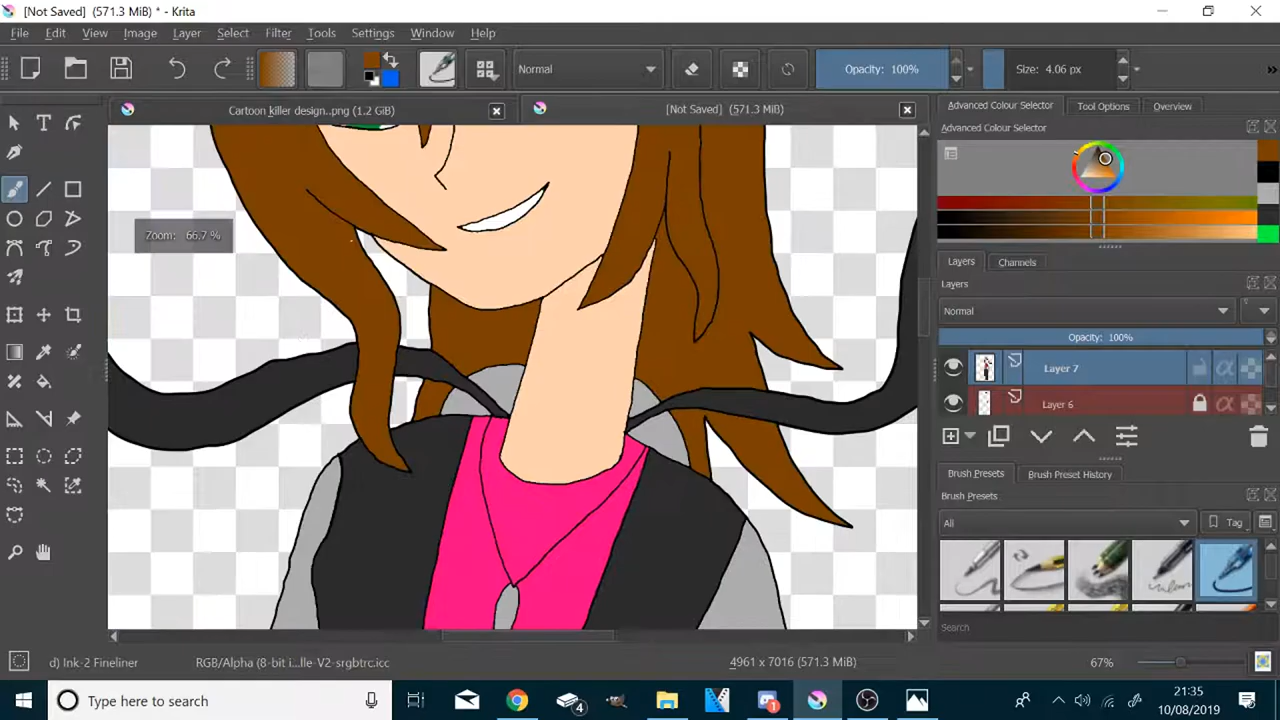 [Not Saved] (571.3 MiB) * - Krita
File Edit View Image Layer Select Filter Tools Settings Window Help
Normal
Opacity: 100%
Size: 4.06 px
»
Cartoon killer design..png (1.2 GiB)
[Not Saved] (571.3 MiB)
Advanced Colour Selector
Tool Options
Overview
Advanced Colour Selector
Zoom: 66.7 %
Layers
Channels
Layers
Normal
Opacity: 100%
Layer 7
Layer 6
Brush Presets
Brush Preset History
Brush Presets
All
Tag
Search
d) Ink-2 Fineliner
RGB/Alpha (8-bit i...lle-V2-srgbtrc.icc
4961 x 7016 (571.3 MiB)
67%
Type here to search
4
1
21:35
10/08/2019